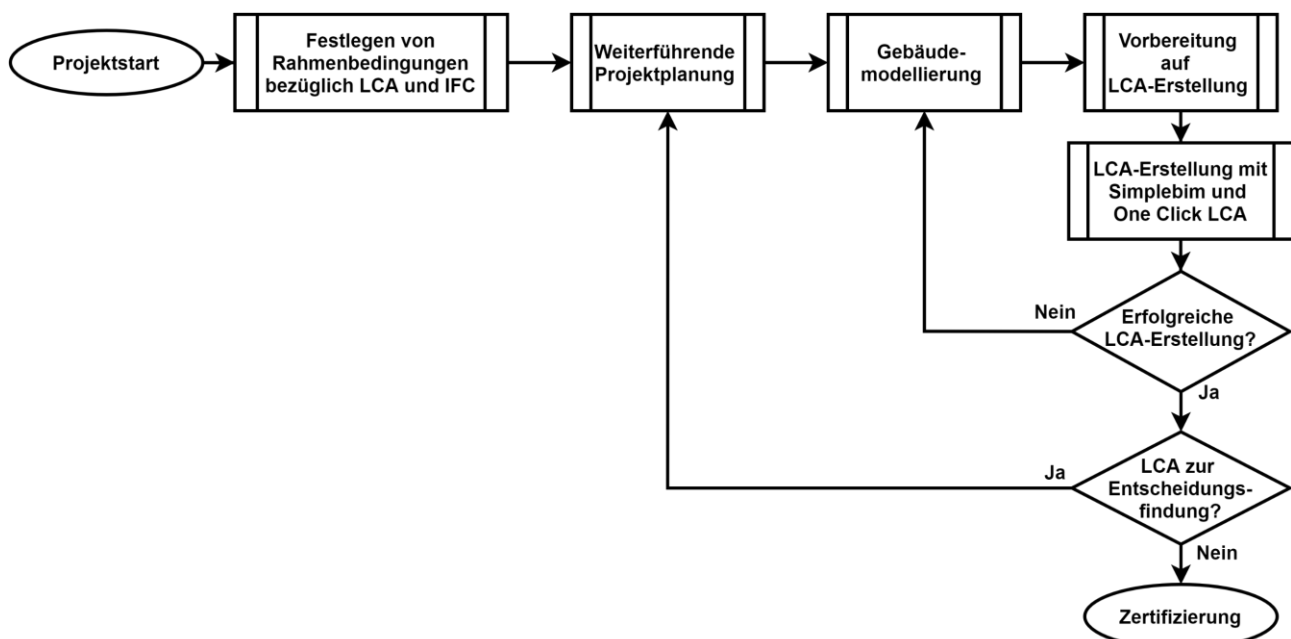 Projektstart
Festlegen von
Rahmenbedingungen
bezüglich LCA und IFC
Weiterführende
Projektplanung
Gebäude-
modellierung
Vorbereitung
auf
LCA-Erstellung
LCA-Erstellung mit
Simplebim und
One Click LCA
Nein
Erfolgreiche
LCA-Erstellung?
Ja
Ja
LCA zur
Entscheidungs-
findung?
Nein
Zertifizierung